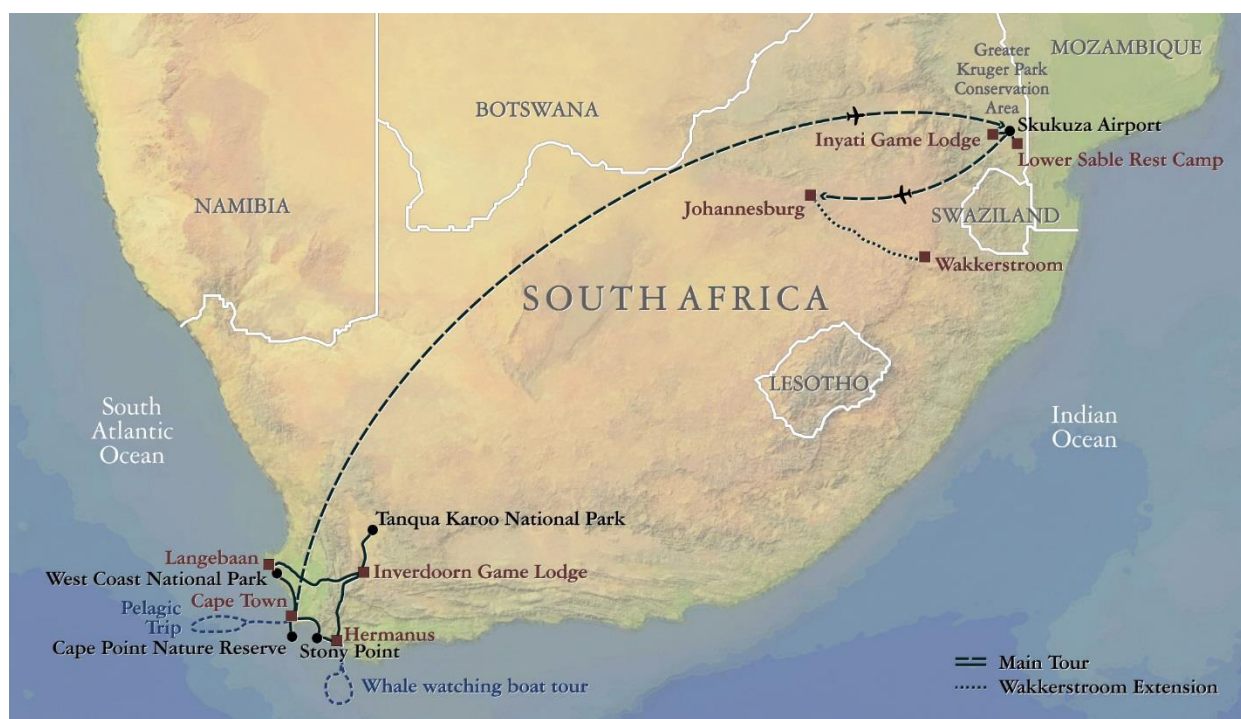 Greater
Kruger Park
Conservation
Area
MOZAMBIQUE
BOTSWANA
Skukuza Airport
Inyati Game Lodge
Lower Sable Rest Camp
NAMIBIA
Johannesburg
SWAZILAND
Wakkerstroom
SOUTH AFRICA
LESOTHO
South
Atlantic
Ocean
Indian
Ocean
Tanqua Karoo National Park
Langebaan
West Coast National Park
Inverdoorn Game Lodge
Cape Town
Pelagic
Trip
Hermanus
Cape Point Nature Reserve
Stony Point
Main Tour
Whale watching boat tour
Wakkerstroom Extension